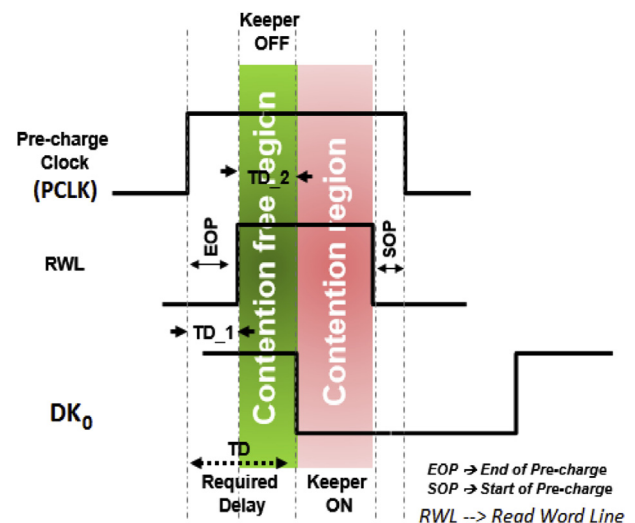 Keeper
OFF
Pre-charge
Clock
(PCLK)
Contention free region
Contention region
TD_2
EOP
SOP
RWL
TD_1
DK0
TD
Required
Delay
Keeper
ON
EOP → End of Pre-charge
SOP → Start of Pre-charge
RWL --> Read Word Line